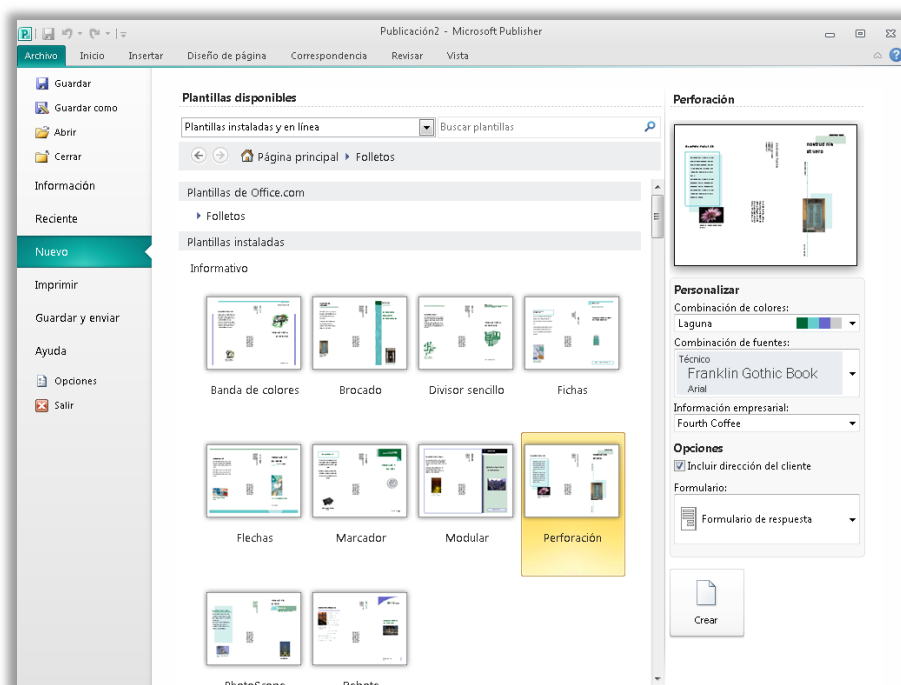 Publicación2 - Microsoft Publisher
Archivo Inicio Insertar Diseño de página Correspondencia Revisar Vista
Guardar
Guardar como
Abrir
Cerrar
Información
Reciente
Nuevo
Imprimir
Guardar y enviar
Ayuda
Opciones
Salir
Plantillas disponibles
Plantillas instaladas y en línea
Buscar plantillas
Página principal Folletos
Plantillas de Office.com
Folletos
Plantillas instaladas
Informativo
Banda de colores Brocado Divisor sencillo Fichas
Flechas Marcador Modular Perforación
PhotoScope Rebote
Perforación
Personalizar
Combinación de colores:
Laguna
Combinación de fuentes:
Técnico
Franklin Gothic Book
Arial
Información empresarial:
Fourth Coffee
Opciones
Incluir dirección del cliente
Formulario:
Formulario de respuesta
Crear